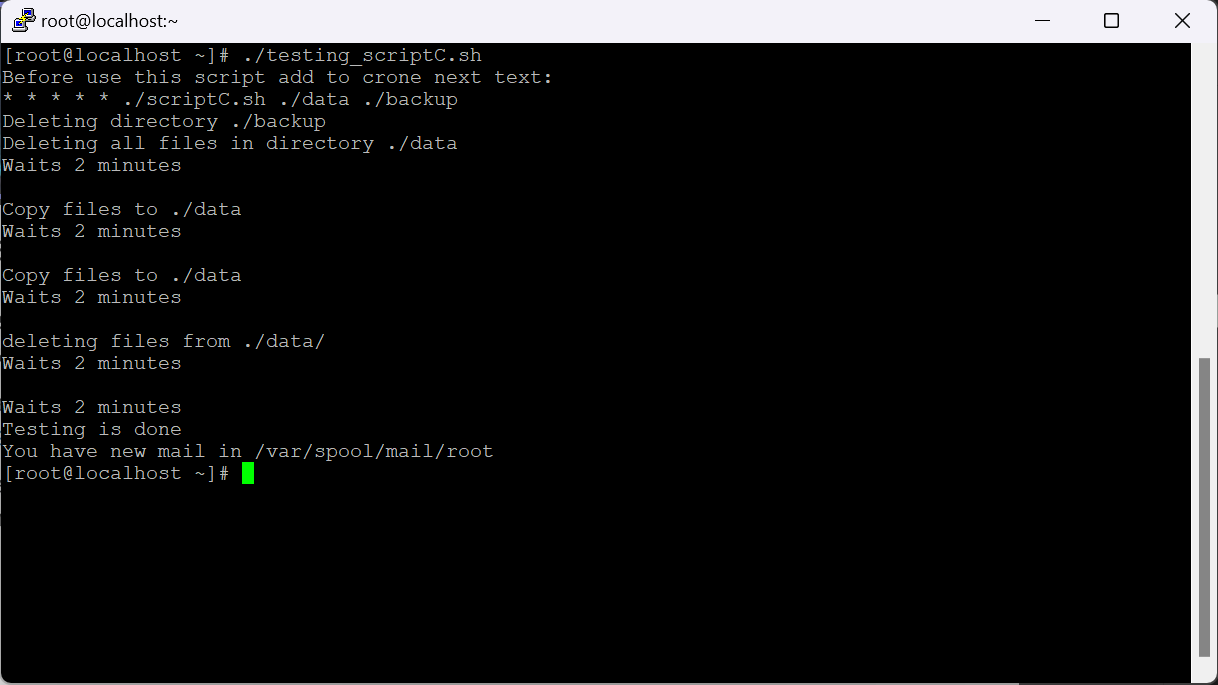 root@localhost:~
[root@localhost ~]# ./testing_scriptC.sh
Before use this script add to crone next text:
* * * * * ./scriptC.sh ./data ./backup
Deleting directory ./backup
Deleting all files in directory ./data
Waits 2 minutes
Copy files to ./data
Waits 2 minutes
Copy files to ./data
Waits 2 minutes
deleting files from ./data/
Waits 2 minutes
Waits 2 minutes
Testing is done
You have new mail in /var/spool/mail/root
[root@localhost ~]#